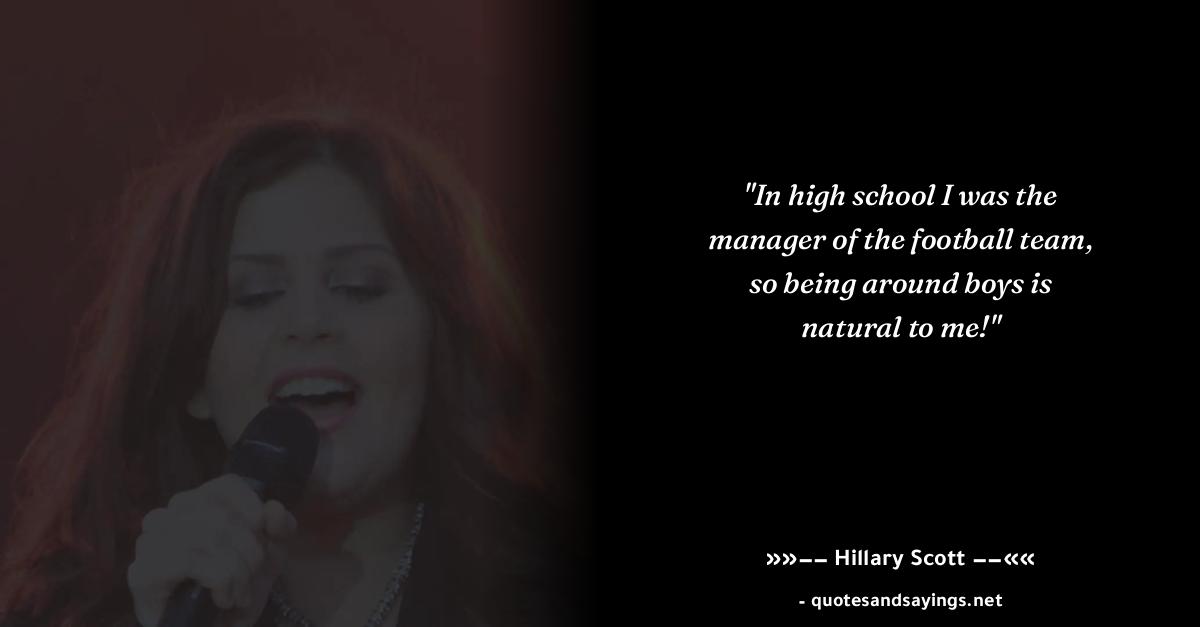 "In high school I was the
manager of the football team,
so being around boys is
natural to me!"
»»–– Hillary Scott ––««
- quotesandsayings.net